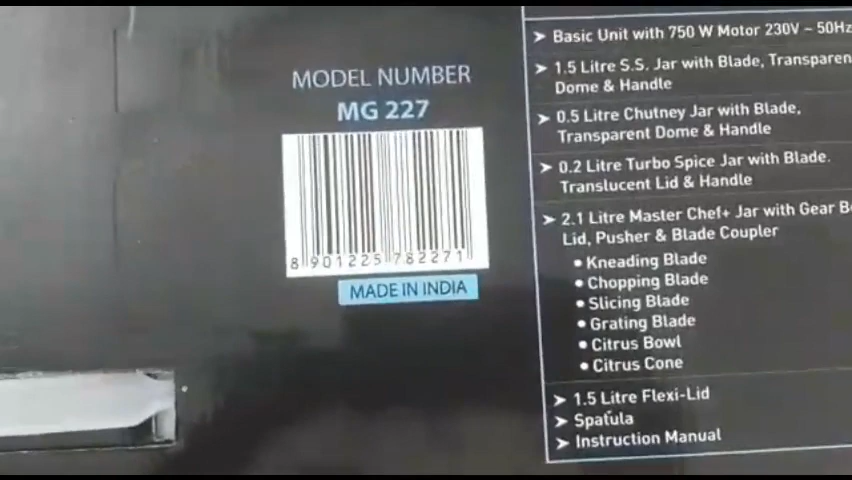 MODEL NUMBER
MG 227
8 901225 782271
MADE IN INDIA
➤ Basic Unit with 750 W Motor 230V ~ 50Hz
➤ 1.5 Litre S.S. Jar with Blade, Transparen
Dome & Handle
➤ 0.5 Litre Chutney Jar with Blade,
Transparent Dome & Handle
➤ 0.2 Litre Turbo Spice Jar with Blade.
Translucent Lid & Handle
➤ 2.1 Litre Master Chef+ Jar with Gear B
Lid, Pusher & Blade Coupler
• Kneading Blade
• Chopping Blade
• Slicing Blade
• Grating Blade
• Citrus Bowl
• Citrus Cone
➤ 1.5 Litre Flexi-Lid
➤ Spatula
➤ Instruction Manual